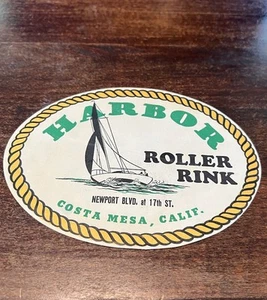 HARBOR
ROLLER
RINK
NEWPORT BLVD. at 17th ST.
COSTA MESA, CALIF.